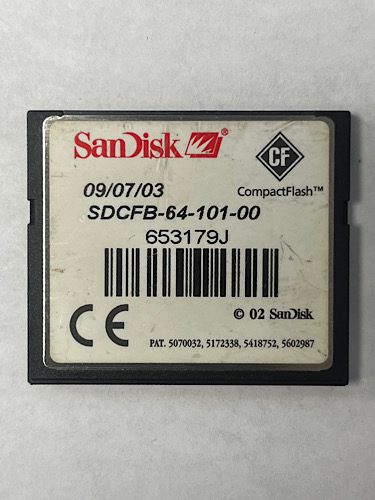 SanDisk®
CF
CompactFlash™
09/07/03
SDCFB-64-101-00
653179J
CE
© 02 SanDisk
PAT. 5070032, 5172338, 5418752, 5602987